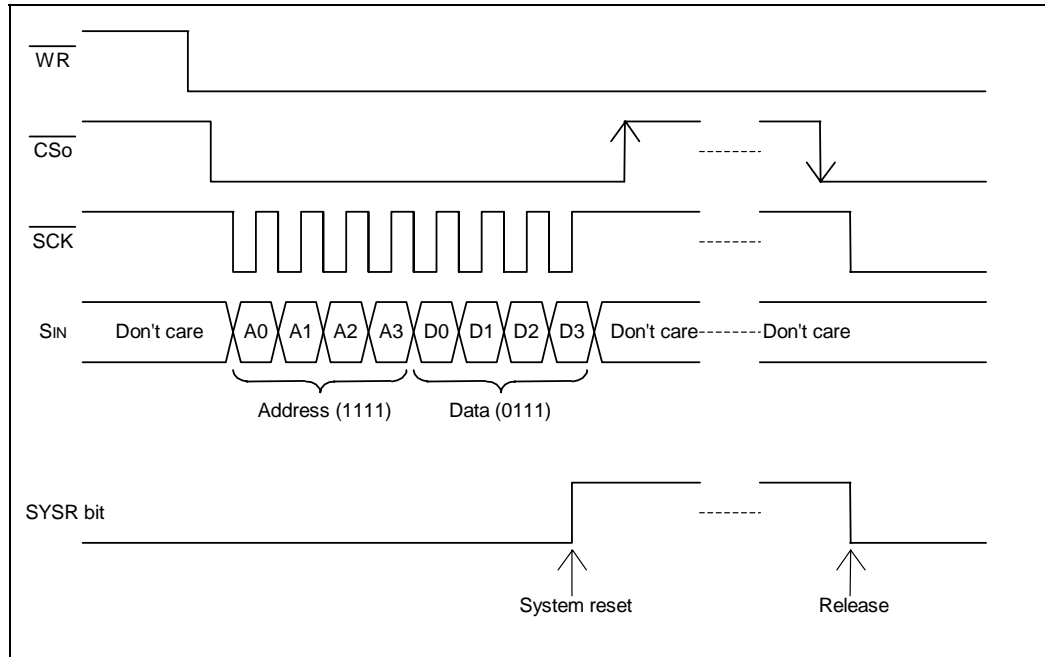 WR
CSo
SCK
SIN Don't care A0 A1 A2 A3 D0 D1 D2 D3 Don't care Don't care
Address (1111) Data (0111)
SYSR bit
System reset Release